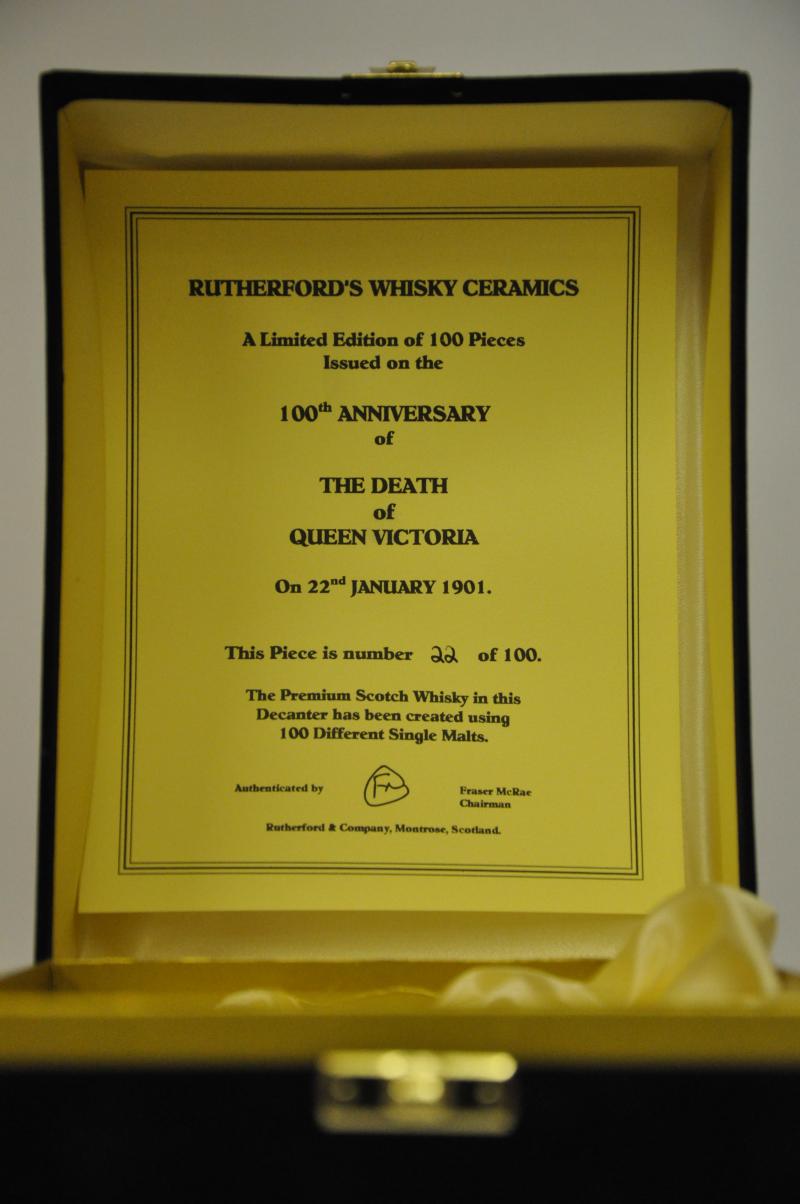 RUTHERFORD'S WHISKY CERAMICS
A Limited Edition of 100 Pieces
Issued on the
100th ANNIVERSARY
of
THE DEATH
of
QUEEN VICTORIA
On 22nd JANUARY 1901.
This Piece is number 22 of 100.
The Premium Scotch Whisky in this
Decanter has been created using
100 Different Single Malts.
Authenticated by Fraser McRae
Chairman
Rutherford & Company, Montrose, Scotland.